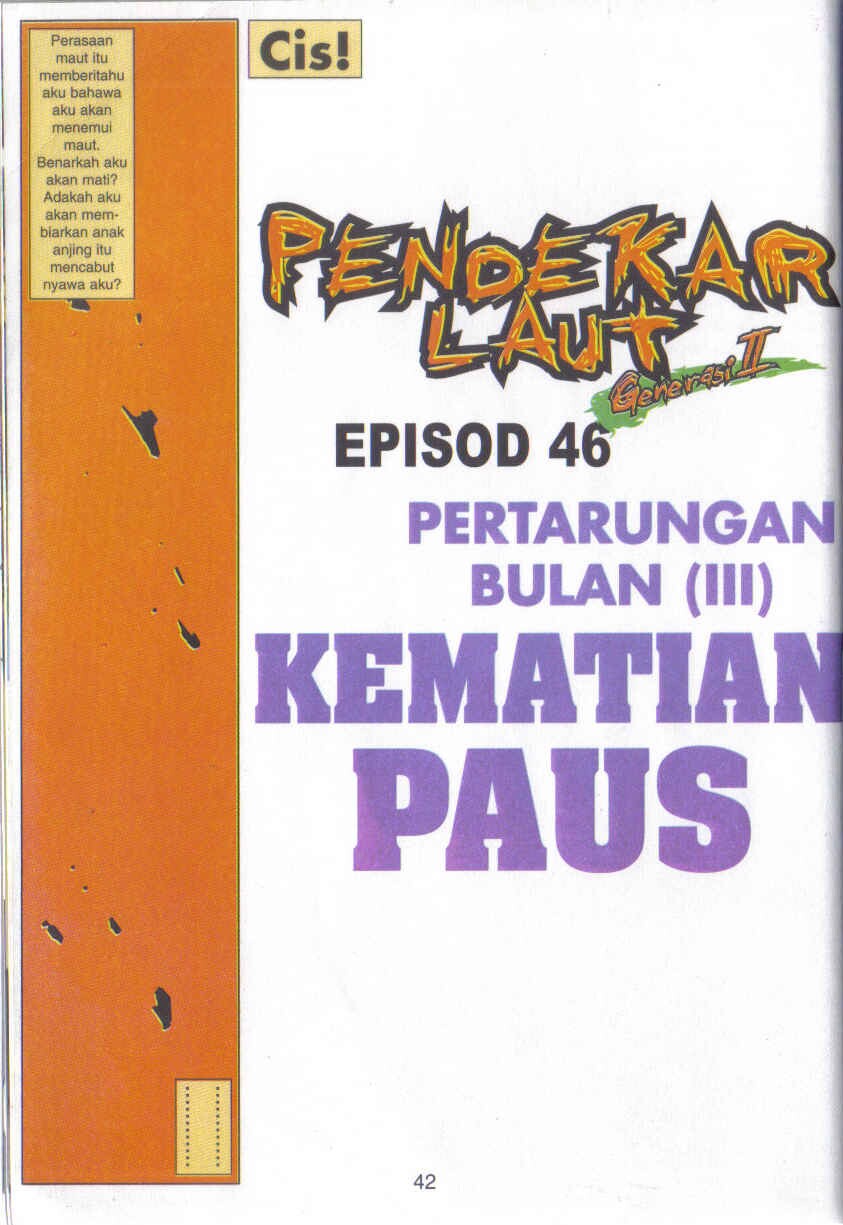 Perasaan
maut itu
memberitahu
aku bahawa
aku akan
menemui
maut.
Benarkah aku
akan mati?
Adakah aku
akan mem-
biarkan anak
anjing itu
mencabut
nyawa aku?
Cis!
PENDEKAR
LAUT
Generasi II
EPISOD 46
PERTARUNGAN
BULAN (III)
KEMATIAN
PAUS
42